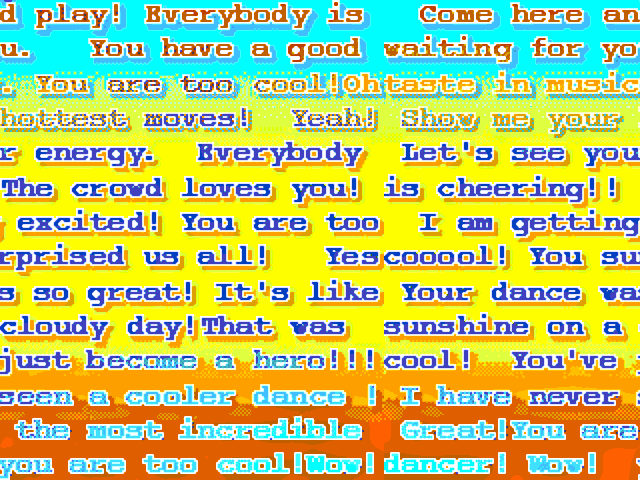 d play! Everybody is Come here an
u. You have a good waiting for yo
. You are too cool!Ohtaste in music
hottest moves! Yeah! Show me your
r energy. Everybody Let's see you
The crowd loves you! is cheering!!
excited! You are too I am getting
rprised us all! Yescooool! You su
s so great! It's like Your dance wa
cloudy day!That was sunshine on a
just become a hero!!!cool! You've
seen a cooler dance ! I have never s
the most incredible Great!You are
you are too cool!Wow!dancer! Wow!